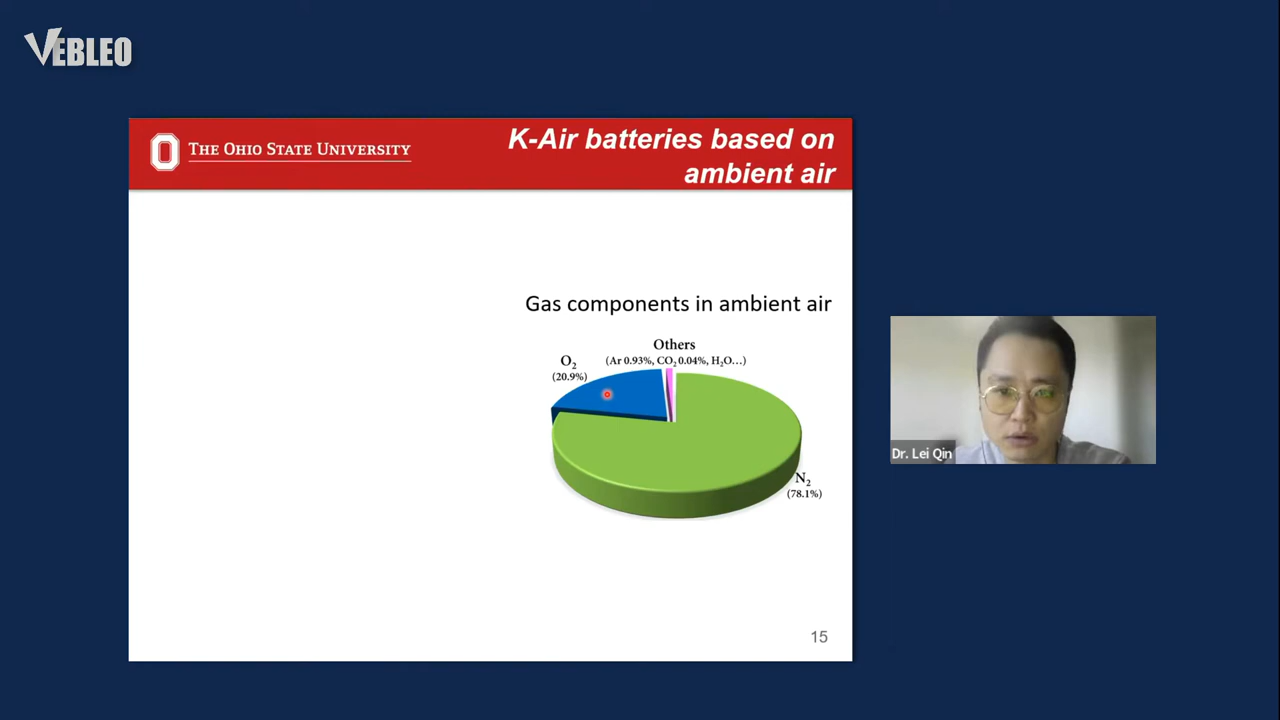 VEBLEO
THE OHIO STATE UNIVERSITY
K-Air batteries based on
ambient air
Gas components in ambient air
Others
(Ar 0.93%, CO₂ 0.04%, H₂O…)
O₂
(20.9%)
N₂
(78.1%)
Dr. Lei Qin
15